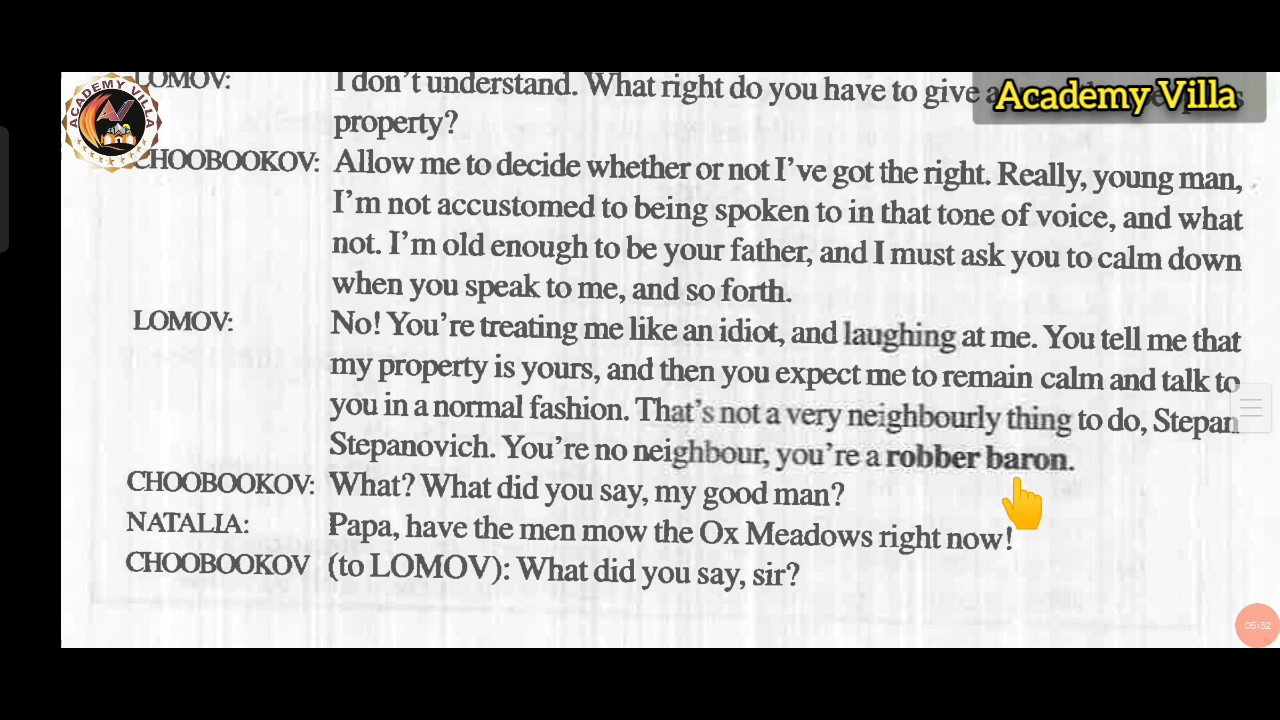 Academy Villa
ACADEMY VILLA
AV
LOMOV: I don't understand. What right do you have to give
property?
CHOOBOOKOV: Allow me to decide whether or not I've got the right. Really, young man,
I'm not accustomed to being spoken to in that tone of voice, and what
not. I'm old enough to be your father, and I must ask you to calm down
when you speak to me, and so forth.
LOMOV: No! You're treating me like an idiot, and laughing at me. You tell me that
my property is yours, and then you expect me to remain calm and talk to
you in a normal fashion. That's not a very neighbourly thing to do, Stepan
Stepanovich. You're no neighbour, you're a robber baron.
CHOOBOOKOV: What? What did you say, my good man?
NATALIA: Papa, have the men mow the Ox Meadows right now!
CHOOBOOKOV (to LOMOV): What did you say, sir?
05:52